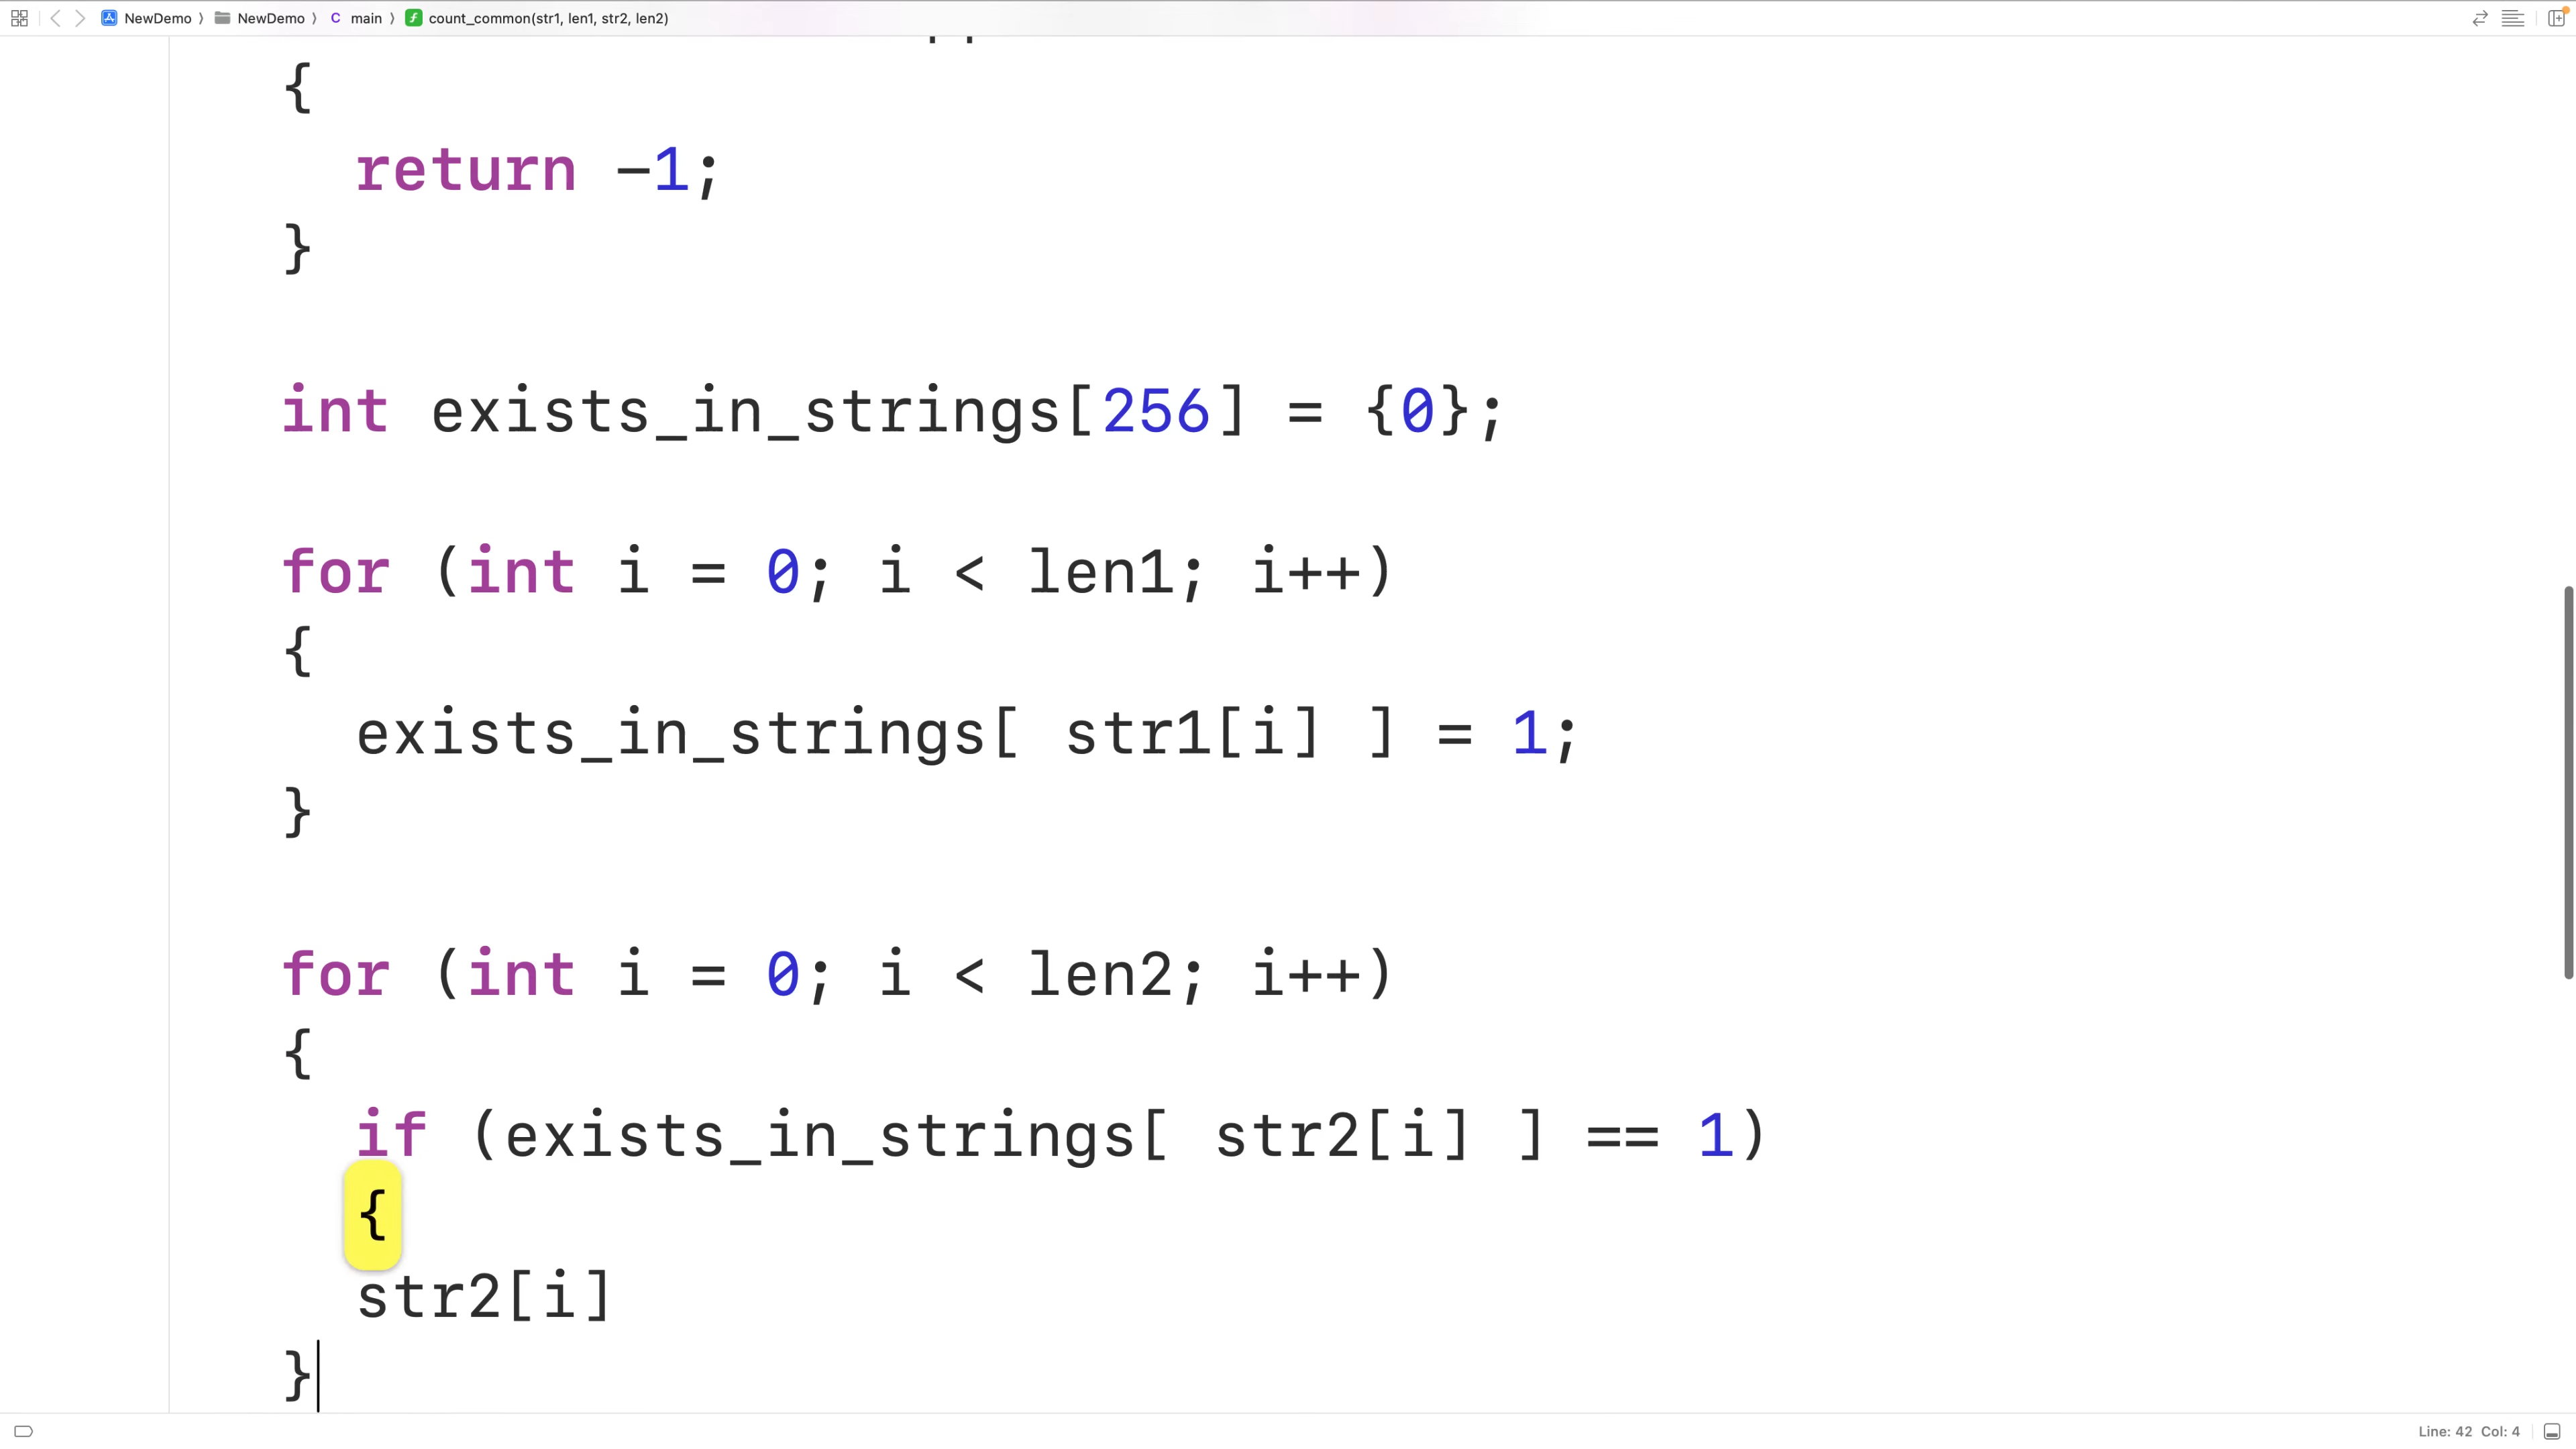 NewDemo 〉 NewDemo 〉 C main 〉 f count_common(str1, len1, str2, len2)
{
return -1;
}
int exists_in_strings[256] = {0};
for (int i = 0; i < len1; i++)
{
exists_in_strings[ str1[i] ] = 1;
}
for (int i = 0; i < len2; i++)
{
if (exists_in_strings[ str2[i] ] == 1)
{
str2[i]
}
Line: 42 Col: 4